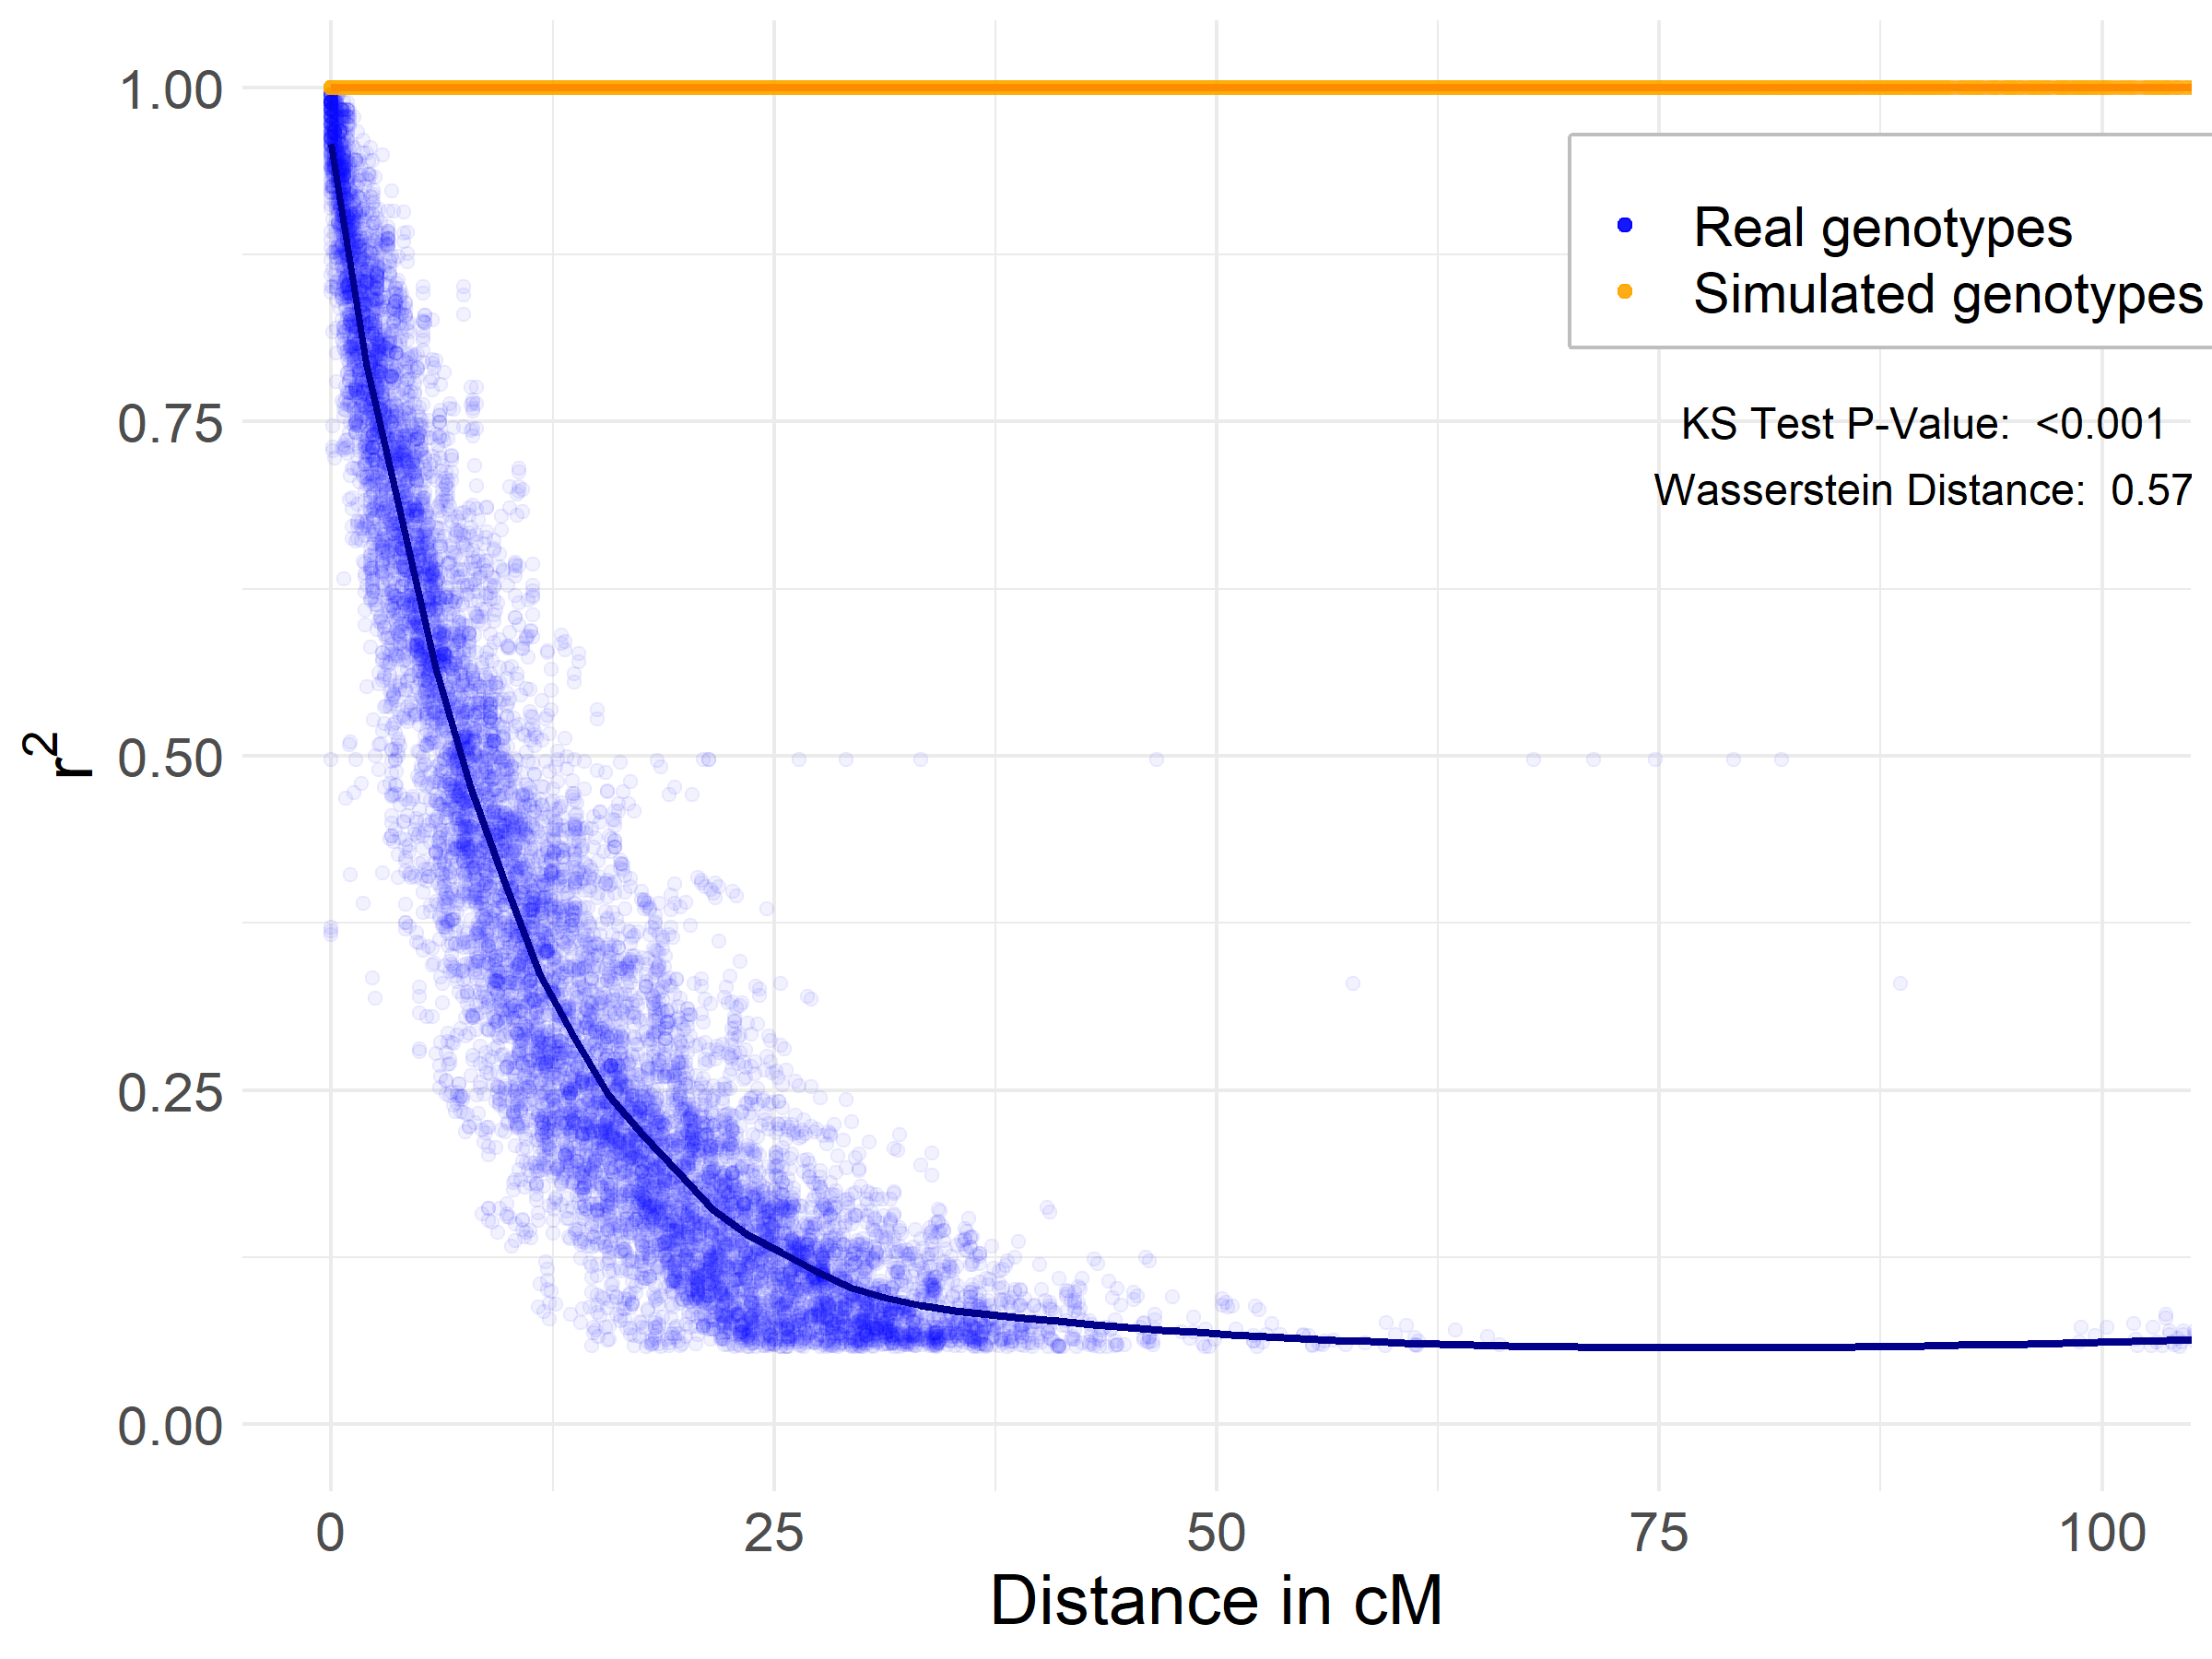 1.00
0.75
0.50
0.25
0.00
r²
Real genotypes
Simulated genotypes
KS Test P-Value: <0.001
Wasserstein Distance: 0.57
0 25 50 75 100
Distance in cM